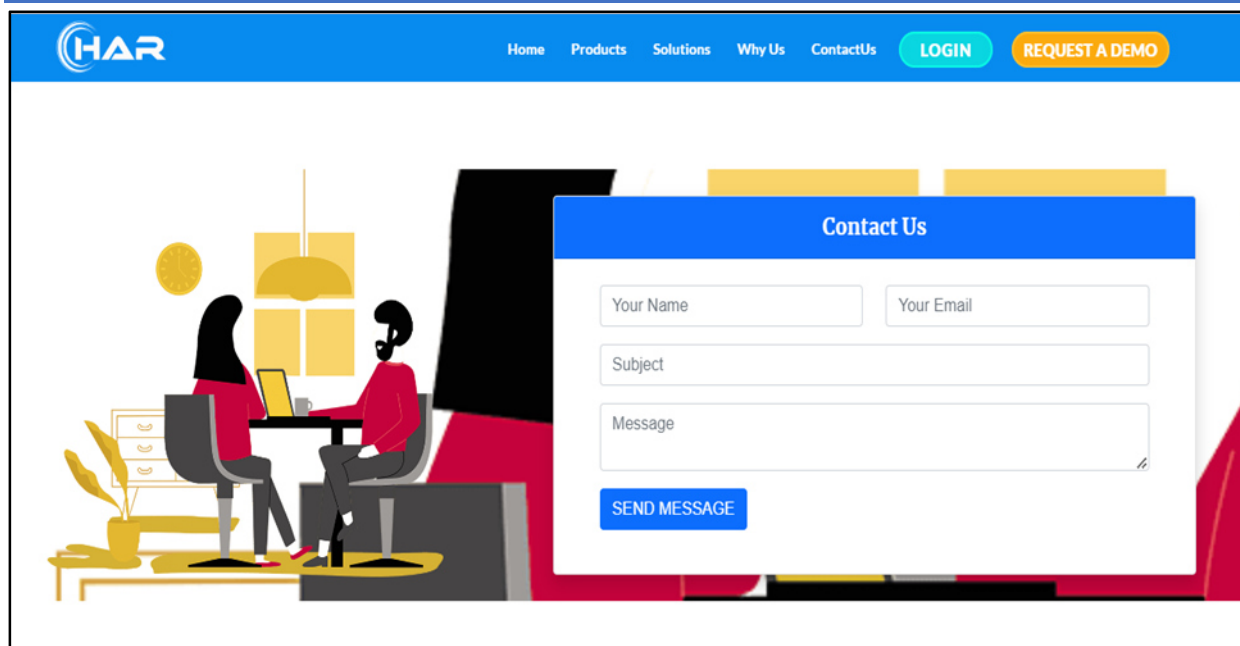 HAR
Home Products Solutions Why Us ContactUs LOGIN REQUEST A DEMO
Contact Us
Your Name Your Email
Subject
Message
SEND MESSAGE